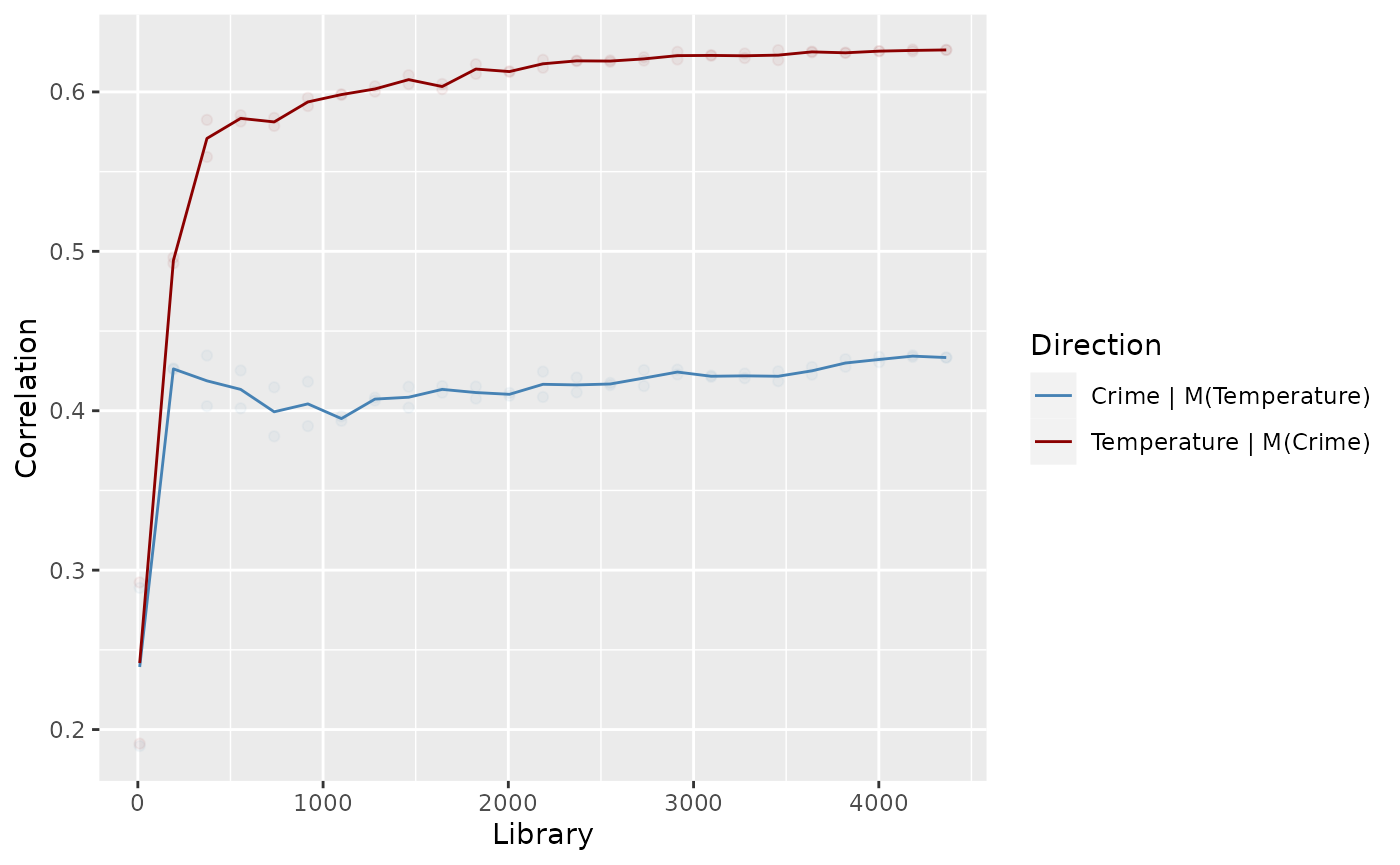 0.6
0.5
0.4
0.3
0.2
Correlation
0 1000 2000 3000 4000
Library
Direction
Crime | M(Temperature)
Temperature | M(Crime)